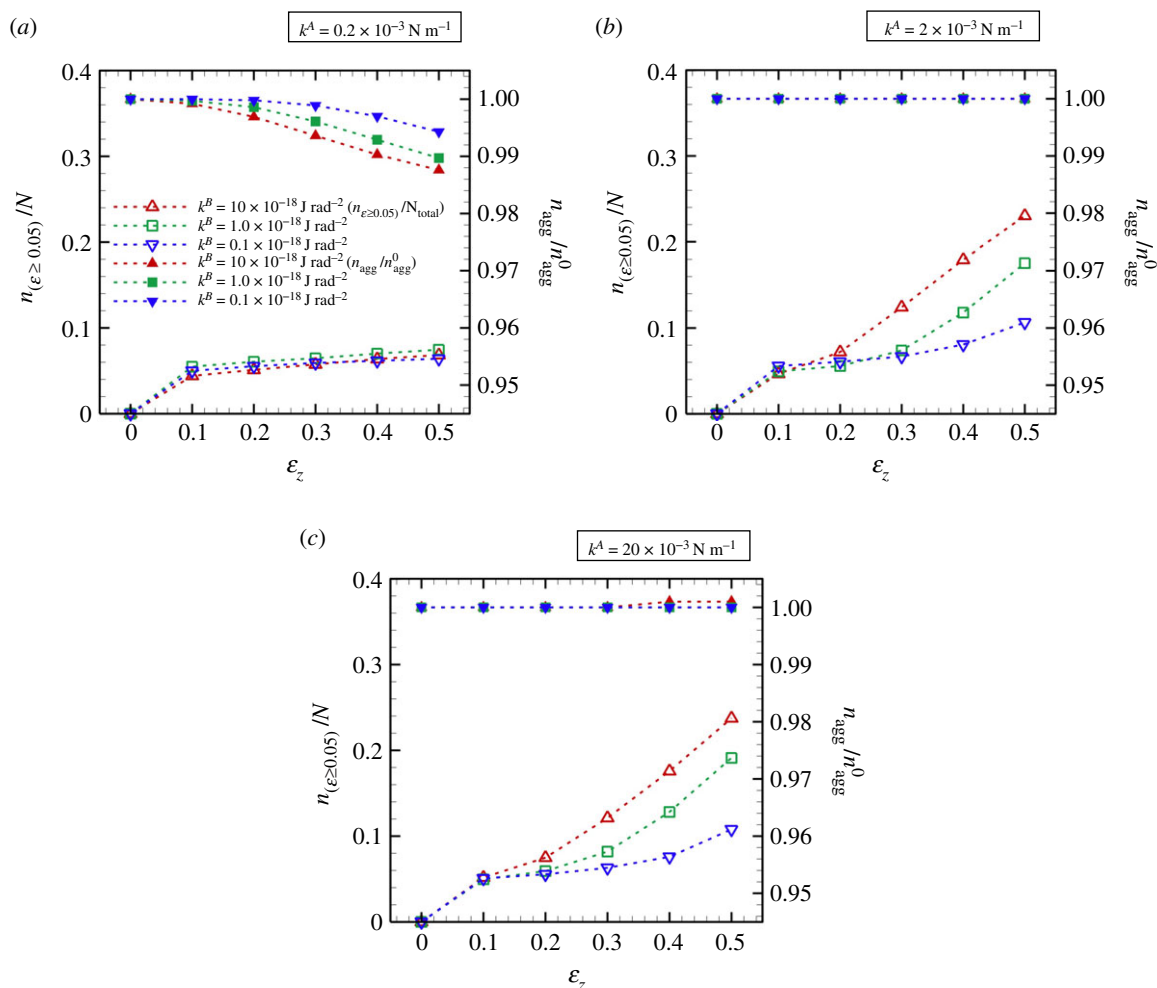 (a)
k^A = 0.2 × 10^−3 N m^−1
0.4
0.3
0.2
0.1
0
n_(ε ≥ 0.05) /N
1.00
0.99
0.98
0.97
0.96
0.95
n_agg /n^0_agg
k^B = 10 × 10^−18 J rad^−2 (n_ε≥0.05)/N_total)
k^B = 1.0 × 10^−18 J rad^−2
k^B = 0.1 × 10^−18 J rad^−2
k^B = 10 × 10^−18 J rad^−2 (n_agg/n^0_agg)
k^B = 1.0 × 10^−18 J rad^−2
k^B = 0.1 × 10^−18 J rad^−2
0 0.1 0.2 0.3 0.4 0.5
ε_z
(b)
k^A = 2 × 10^−3 N m^−1
0.4
0.3
0.2
0.1
0
n_(ε≥0.05) /N
1.00
0.99
0.98
0.97
0.96
0.95
n_agg /n^0_agg
0 0.1 0.2 0.3 0.4 0.5
ε_z
(c)
k^A = 20 × 10^−3 N m^−1
0.4
0.3
0.2
0.1
0
n_(ε≥0.05) /N
1.00
0.99
0.98
0.97
0.96
0.95
n_agg /n^0_agg
0 0.1 0.2 0.3 0.4 0.5
ε_z